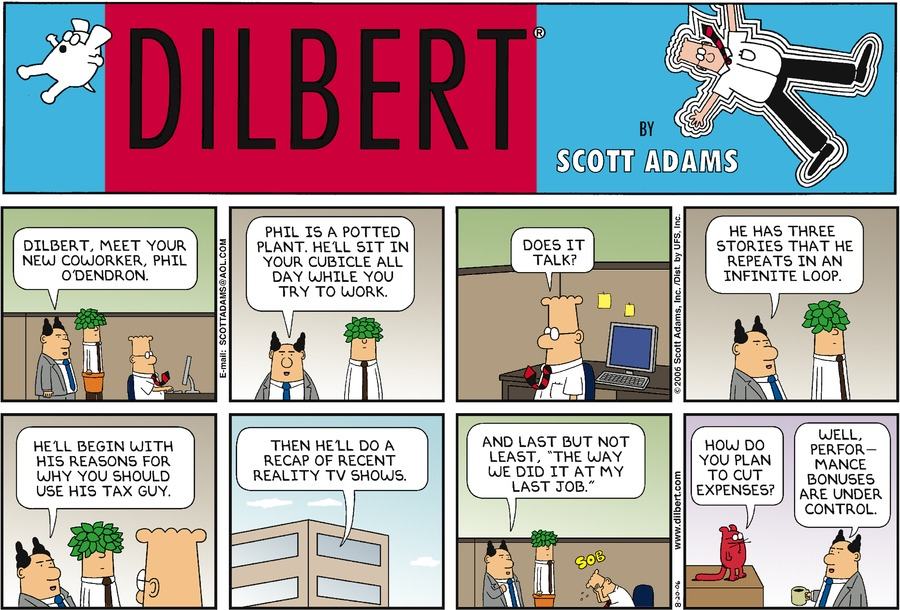 DILBERT®
BY
SCOTT ADAMS
DILBERT, MEET YOUR
NEW COWORKER, PHIL
O'DENDRON.
E-mail: SCOTTADAMS@AOL.COM
PHIL IS A POTTED
PLANT. HE'LL SIT IN
YOUR CUBICLE ALL
DAY WHILE YOU
TRY TO WORK.
DOES IT
TALK?
© 2006 Scott Adams, Inc./Dist. by UFS, Inc.
HE HAS THREE
STORIES THAT HE
REPEATS IN AN
INFINITE LOOP.
HE'LL BEGIN WITH
HIS REASONS FOR
WHY YOU SHOULD
USE HIS TAX GUY.
THEN HE'LL DO A
RECAP OF RECENT
REALITY TV SHOWS.
AND LAST BUT NOT
LEAST, "THE WAY
WE DID IT AT MY
LAST JOB."
SOB
www.dilbert.com
8-20-06
HOW DO
YOU PLAN
TO CUT
EXPENSES?
WELL,
PERFOR-
MANCE
BONUSES
ARE UNDER
CONTROL.